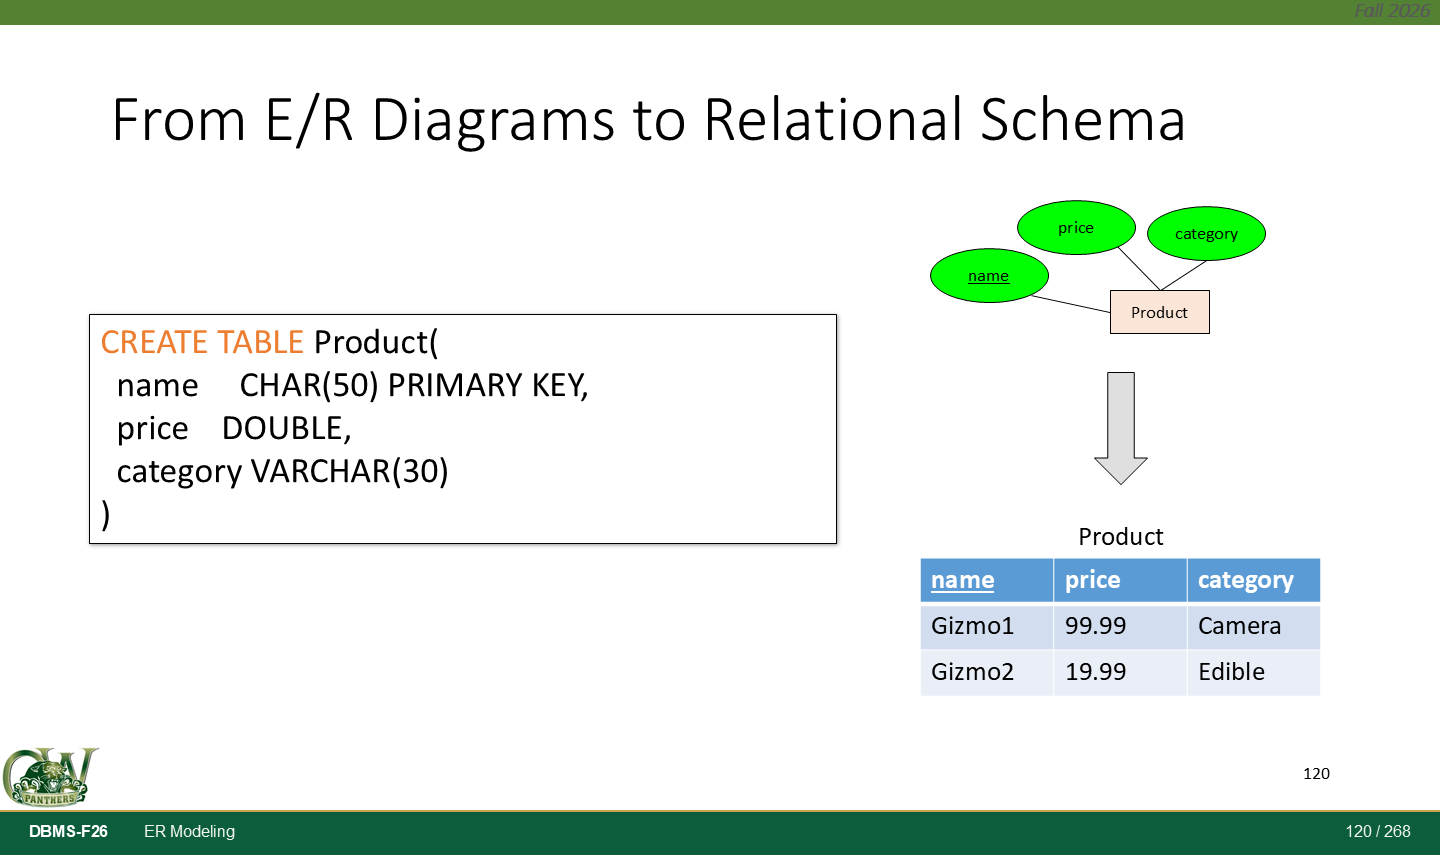 Fall 2026
From E/R Diagrams to Relational Schema
price
category
name
Product
CREATE TABLE Product(
name CHAR(50) PRIMARY KEY,
price DOUBLE,
category VARCHAR(30)
)
Product
name price category
Gizmo1 99.99 Camera
Gizmo2 19.99 Edible
PANTHERS
120
DBMS-F26 ER Modeling 120 / 268